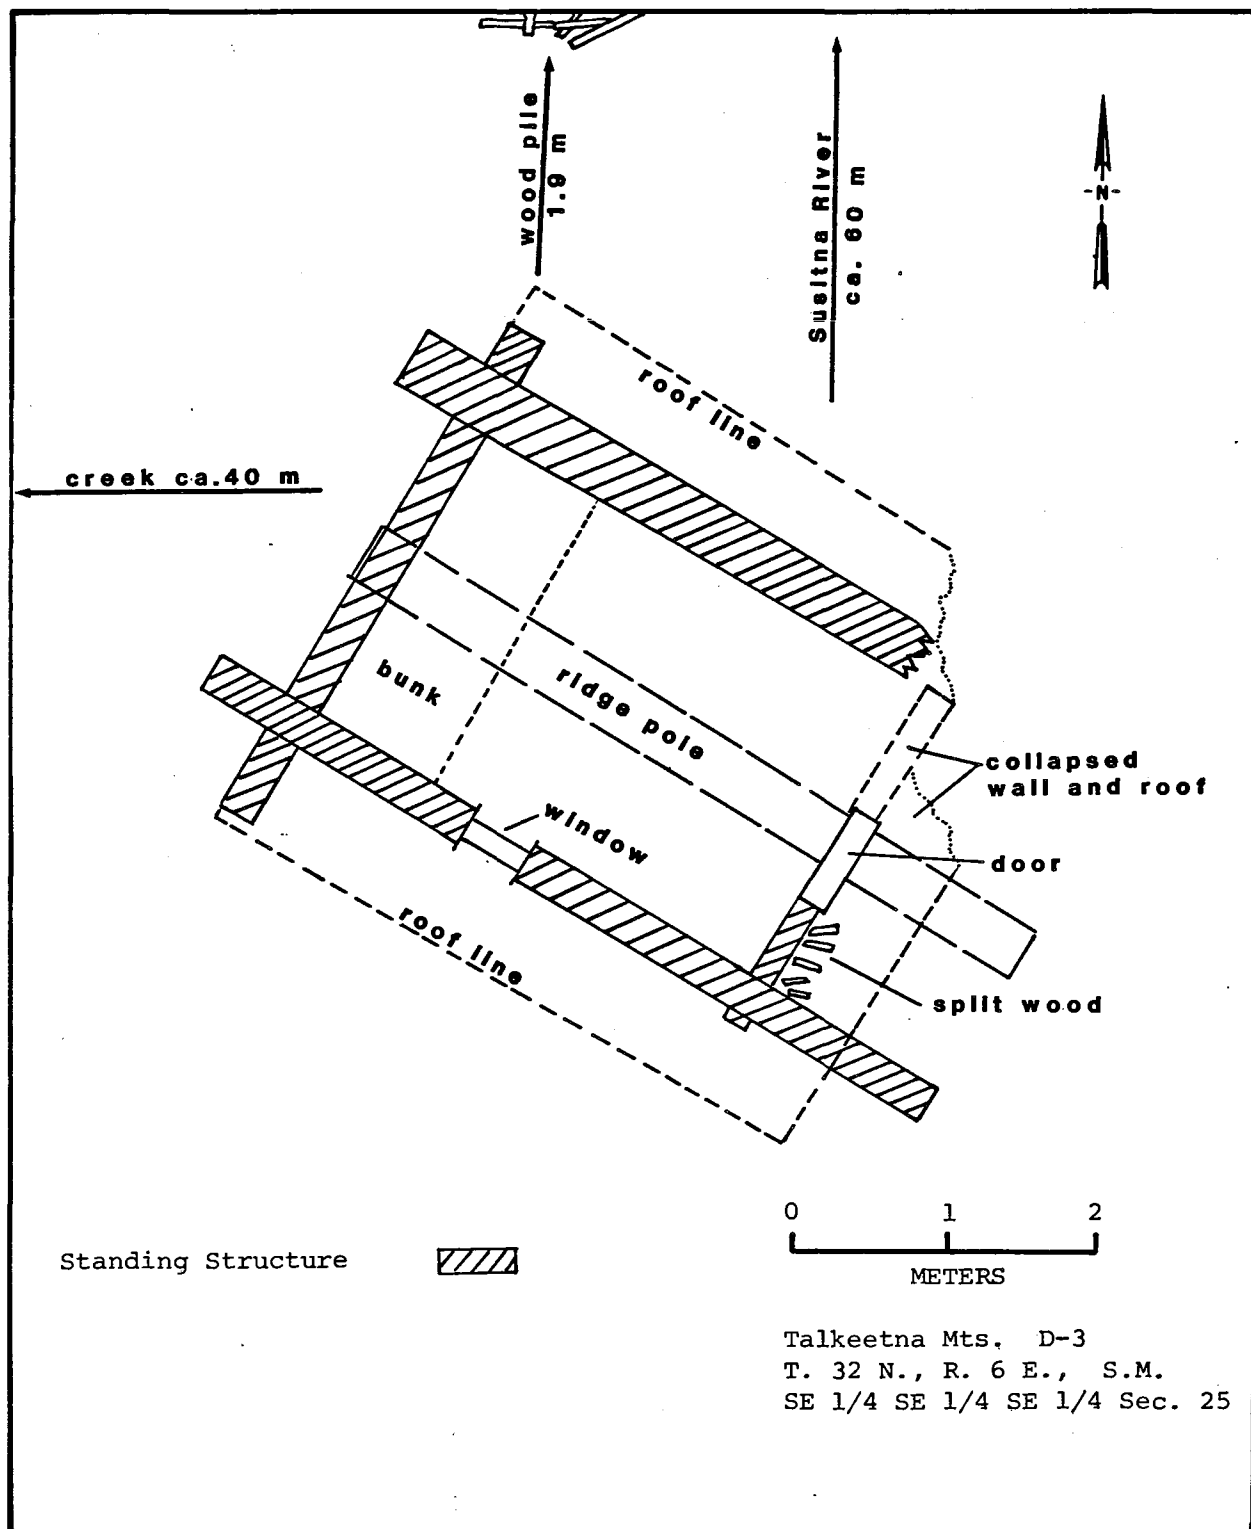 wood pile
1.9 m
Susitna River
ca. 60 m
-N-
roof line
creek ca.40 m
bunk
ridge pole
collapsed
wall and roof
window
door
roof line
split wood
0 1 2
METERS
Standing Structure
Talkeetna Mts. D-3
T. 32 N., R. 6 E., S.M.
SE 1/4 SE 1/4 SE 1/4 Sec. 25